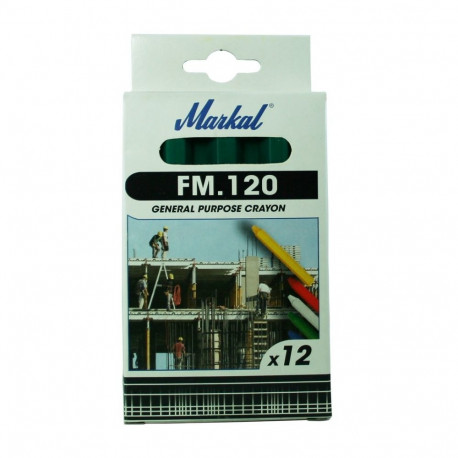 Markal®
FM.120
GENERAL PURPOSE CRAYON
x12